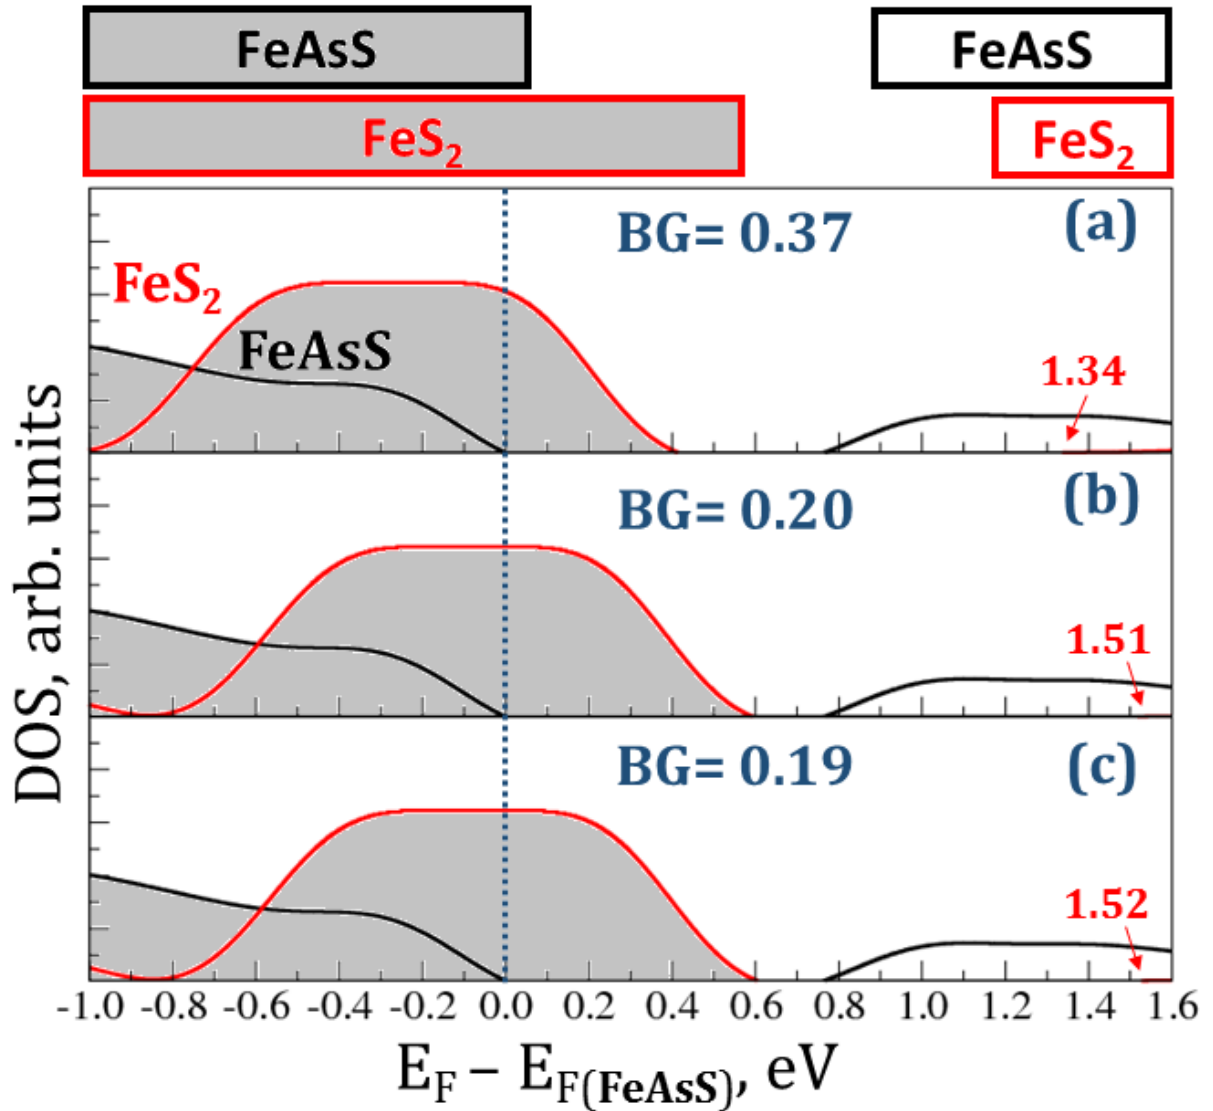 FeAsS FeAsS
FeS₂ FeS₂
(a)
BG= 0.37
FeS₂
FeAsS
1.34
(b)
BG= 0.20
1.51
(c)
BG= 0.19
1.52
DOS, arb. units
-1.0 -0.8 -0.6 -0.4 -0.2 0.0 0.2 0.4 0.6 0.8 1.0 1.2 1.4 1.6
E_F – E_F(FeAsS), eV